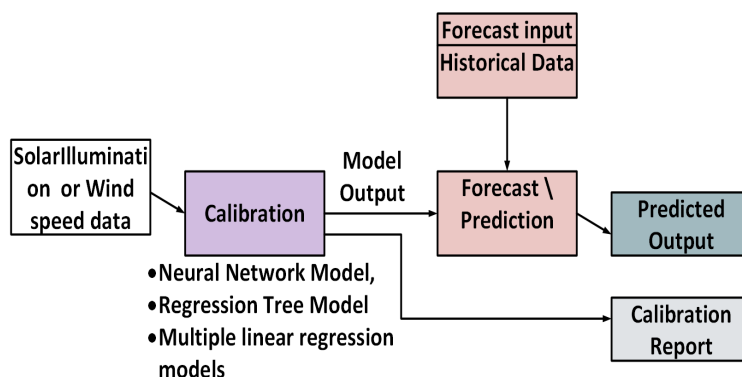 Forecast input
Historical Data
SolarIlluminati
on or Wind
speed data
Calibration
Model
Output
Forecast \
Prediction
Predicted
Output
•Neural Network Model,
•Regression Tree Model
•Multiple linear regression
models
Calibration
Report